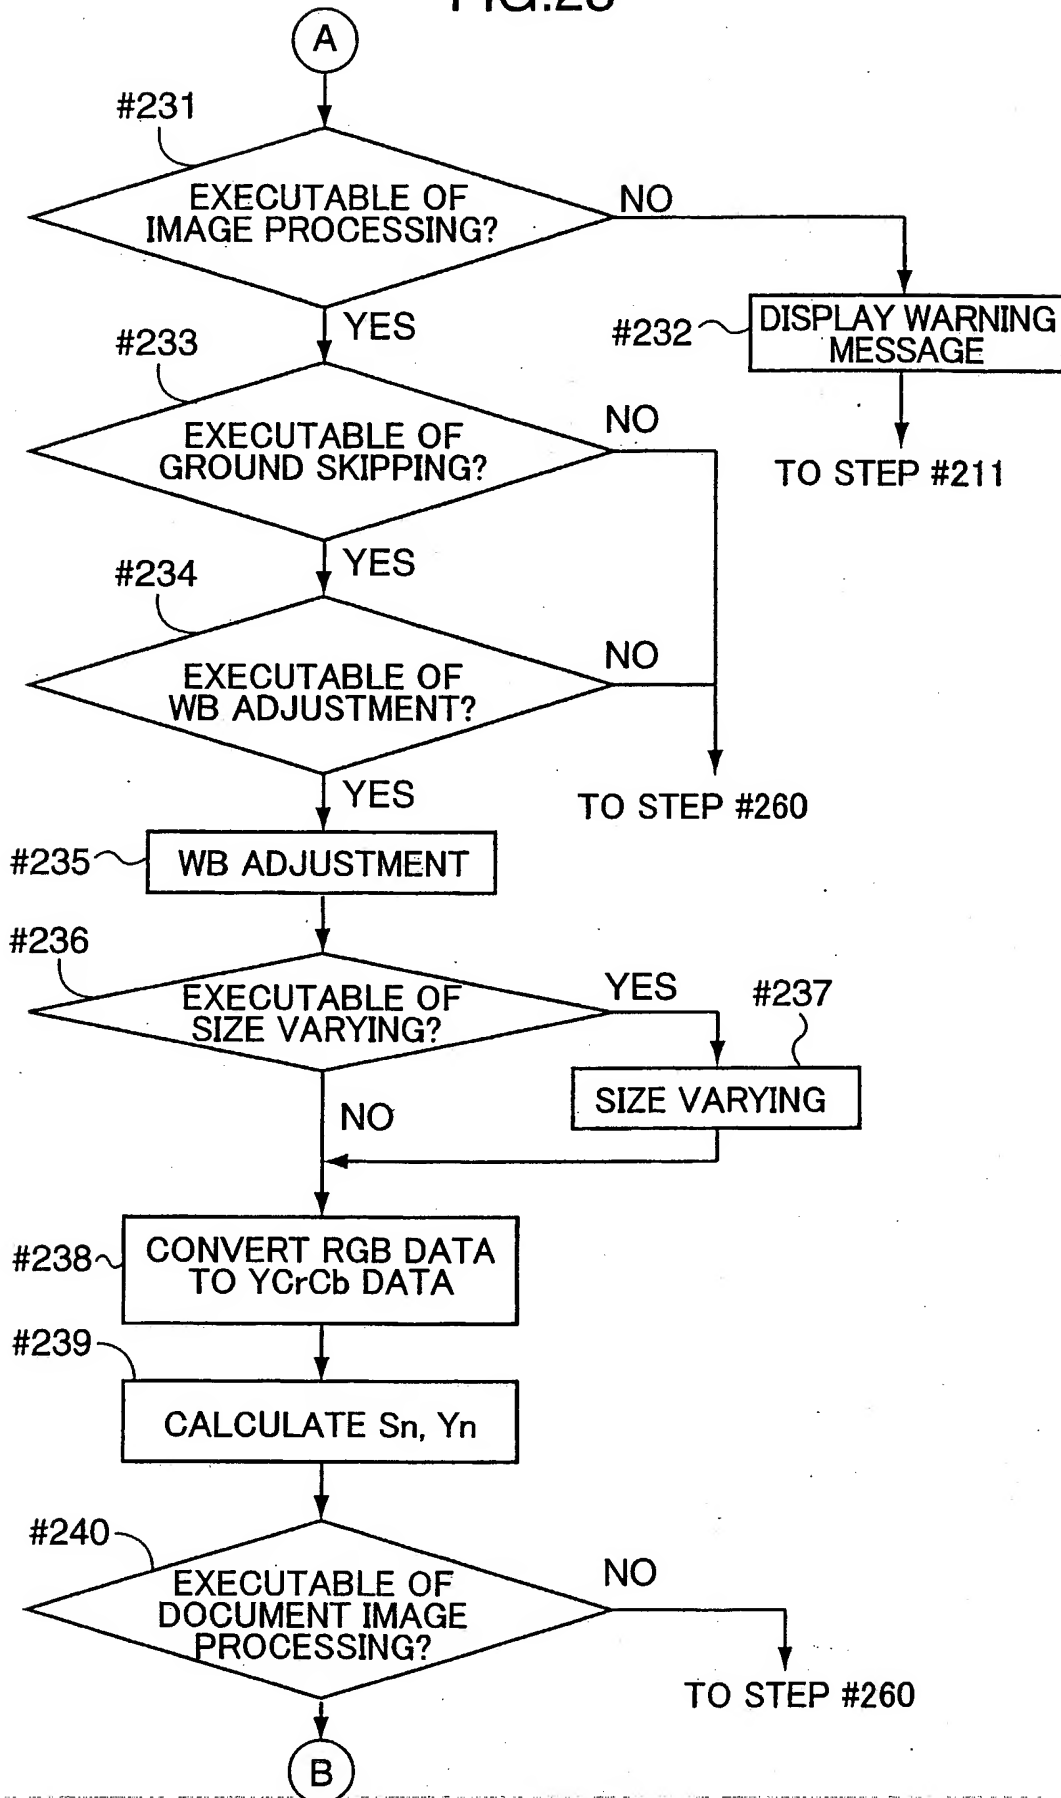 A
#231
EXECUTABLE OF
IMAGE PROCESSING?
NO
YES
#232
DISPLAY WARNING
MESSAGE
TO STEP #211
#233
EXECUTABLE OF
GROUND SKIPPING?
NO
YES
#234
EXECUTABLE OF
WB ADJUSTMENT?
NO
YES
TO STEP #260
#235
WB ADJUSTMENT
#236
EXECUTABLE OF
SIZE VARYING?
YES
#237
SIZE VARYING
NO
#238
CONVERT RGB DATA
TO YCrCb DATA
#239
CALCULATE Sn, Yn
#240
EXECUTABLE OF
DOCUMENT IMAGE
PROCESSING?
NO
TO STEP #260
B